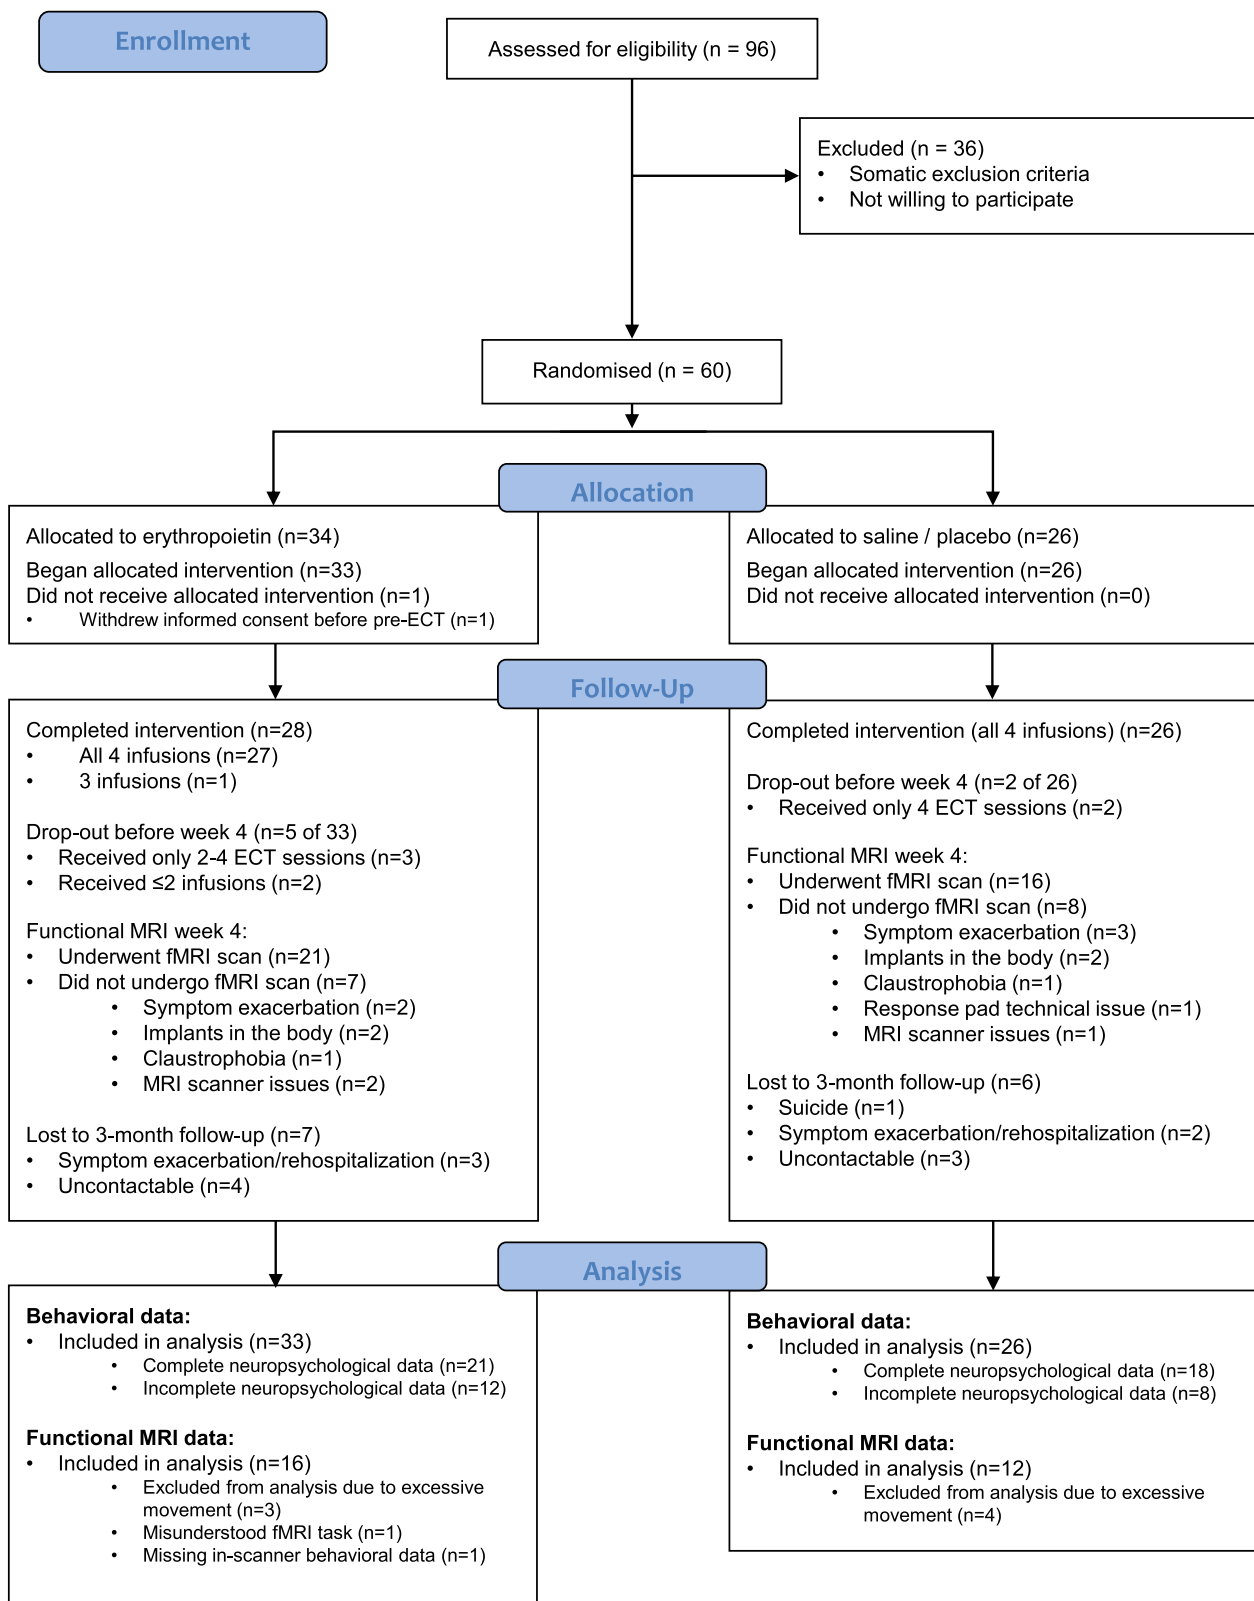 Enrollment
Assessed for eligibility (n = 96)
Excluded (n = 36)
• Somatic exclusion criteria
• Not willing to participate
Randomised (n = 60)
Allocation
Allocated to erythropoietin (n=34)
Began allocated intervention (n=33)
Did not receive allocated intervention (n=1)
• Withdrew informed consent before pre-ECT (n=1)
Allocated to saline / placebo (n=26)
Began allocated intervention (n=26)
Did not receive allocated intervention (n=0)
Follow-Up
Completed intervention (n=28)
• All 4 infusions (n=27)
• 3 infusions (n=1)
Drop-out before week 4 (n=5 of 33)
• Received only 2-4 ECT sessions (n=3)
• Received ≤2 infusions (n=2)
Functional MRI week 4:
• Underwent fMRI scan (n=21)
• Did not undergo fMRI scan (n=7)
• Symptom exacerbation (n=2)
• Implants in the body (n=2)
• Claustrophobia (n=1)
• MRI scanner issues (n=2)
Lost to 3-month follow-up (n=7)
• Symptom exacerbation/rehospitalization (n=3)
• Uncontactable (n=4)
Completed intervention (all 4 infusions) (n=26)
Drop-out before week 4 (n=2 of 26)
• Received only 4 ECT sessions (n=2)
Functional MRI week 4:
• Underwent fMRI scan (n=16)
• Did not undergo fMRI scan (n=8)
• Symptom exacerbation (n=3)
• Implants in the body (n=2)
• Claustrophobia (n=1)
• Response pad technical issue (n=1)
• MRI scanner issues (n=1)
Lost to 3-month follow-up (n=6)
• Suicide (n=1)
• Symptom exacerbation/rehospitalization (n=2)
• Uncontactable (n=3)
Analysis
Behavioral data:
• Included in analysis (n=33)
• Complete neuropsychological data (n=21)
• Incomplete neuropsychological data (n=12)
Functional MRI data:
• Included in analysis (n=16)
• Excluded from analysis due to excessive
movement (n=3)
• Misunderstood fMRI task (n=1)
• Missing in-scanner behavioral data (n=1)
Behavioral data:
• Included in analysis (n=26)
• Complete neuropsychological data (n=18)
• Incomplete neuropsychological data (n=8)
Functional MRI data:
• Included in analysis (n=12)
• Excluded from analysis due to excessive
movement (n=4)